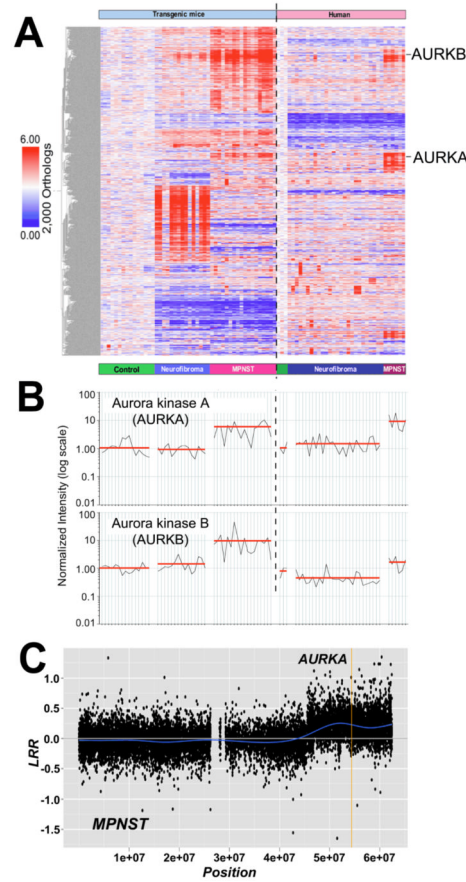 A
Transgenic mice
Human
AURKB
AURKA
6.00
2,000 Orthologs
0.00
Control
Neurofibroma
MPNST
Neurofibroma
MPNST
B
Normalized Intensity (log scale)
100
10
1.00
0.1
0.01
Aurora kinase A
(AURKA)
100
10
1.00
0.1
0.01
Aurora kinase B
(AURKB)
C
AURKA
LRR
1.0
0.5
0.0
-0.5
-1.0
-1.5
MPNST
1e+07
2e+07
3e+07
4e+07
5e+07
6e+07
Position